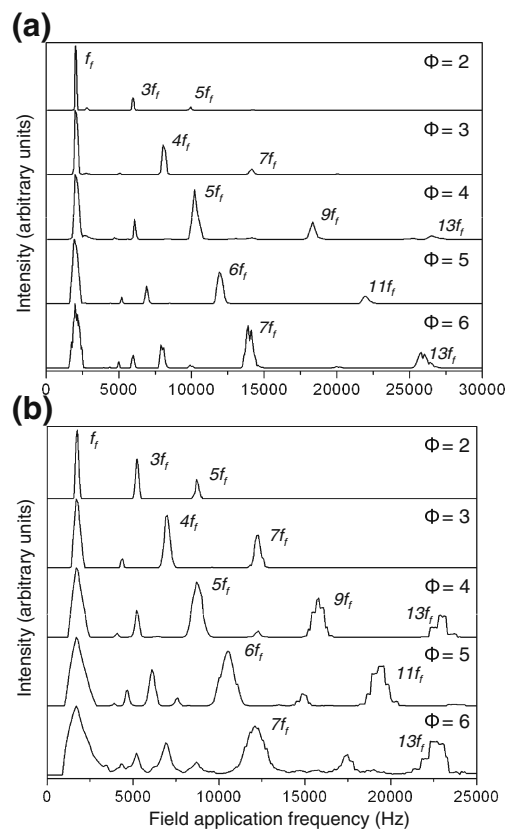 (a)
f_f 3f_f 5f_f Φ = 2
4f_f 7f_f Φ = 3
5f_f 9f_f 13f_f Φ = 4
6f_f 11f_f Φ = 5
7f_f 13f_f Φ = 6
Intensity (arbitrary units)
5000 10000 15000 20000 25000 30000
(b)
f_f 3f_f 5f_f Φ = 2
4f_f 7f_f Φ = 3
5f_f 9f_f 13f_f Φ = 4
6f_f 11f_f Φ = 5
7f_f 13f_f Φ = 6
Intensity (arbitrary units)
0 5000 10000 15000 20000 25000
Field application frequency (Hz)